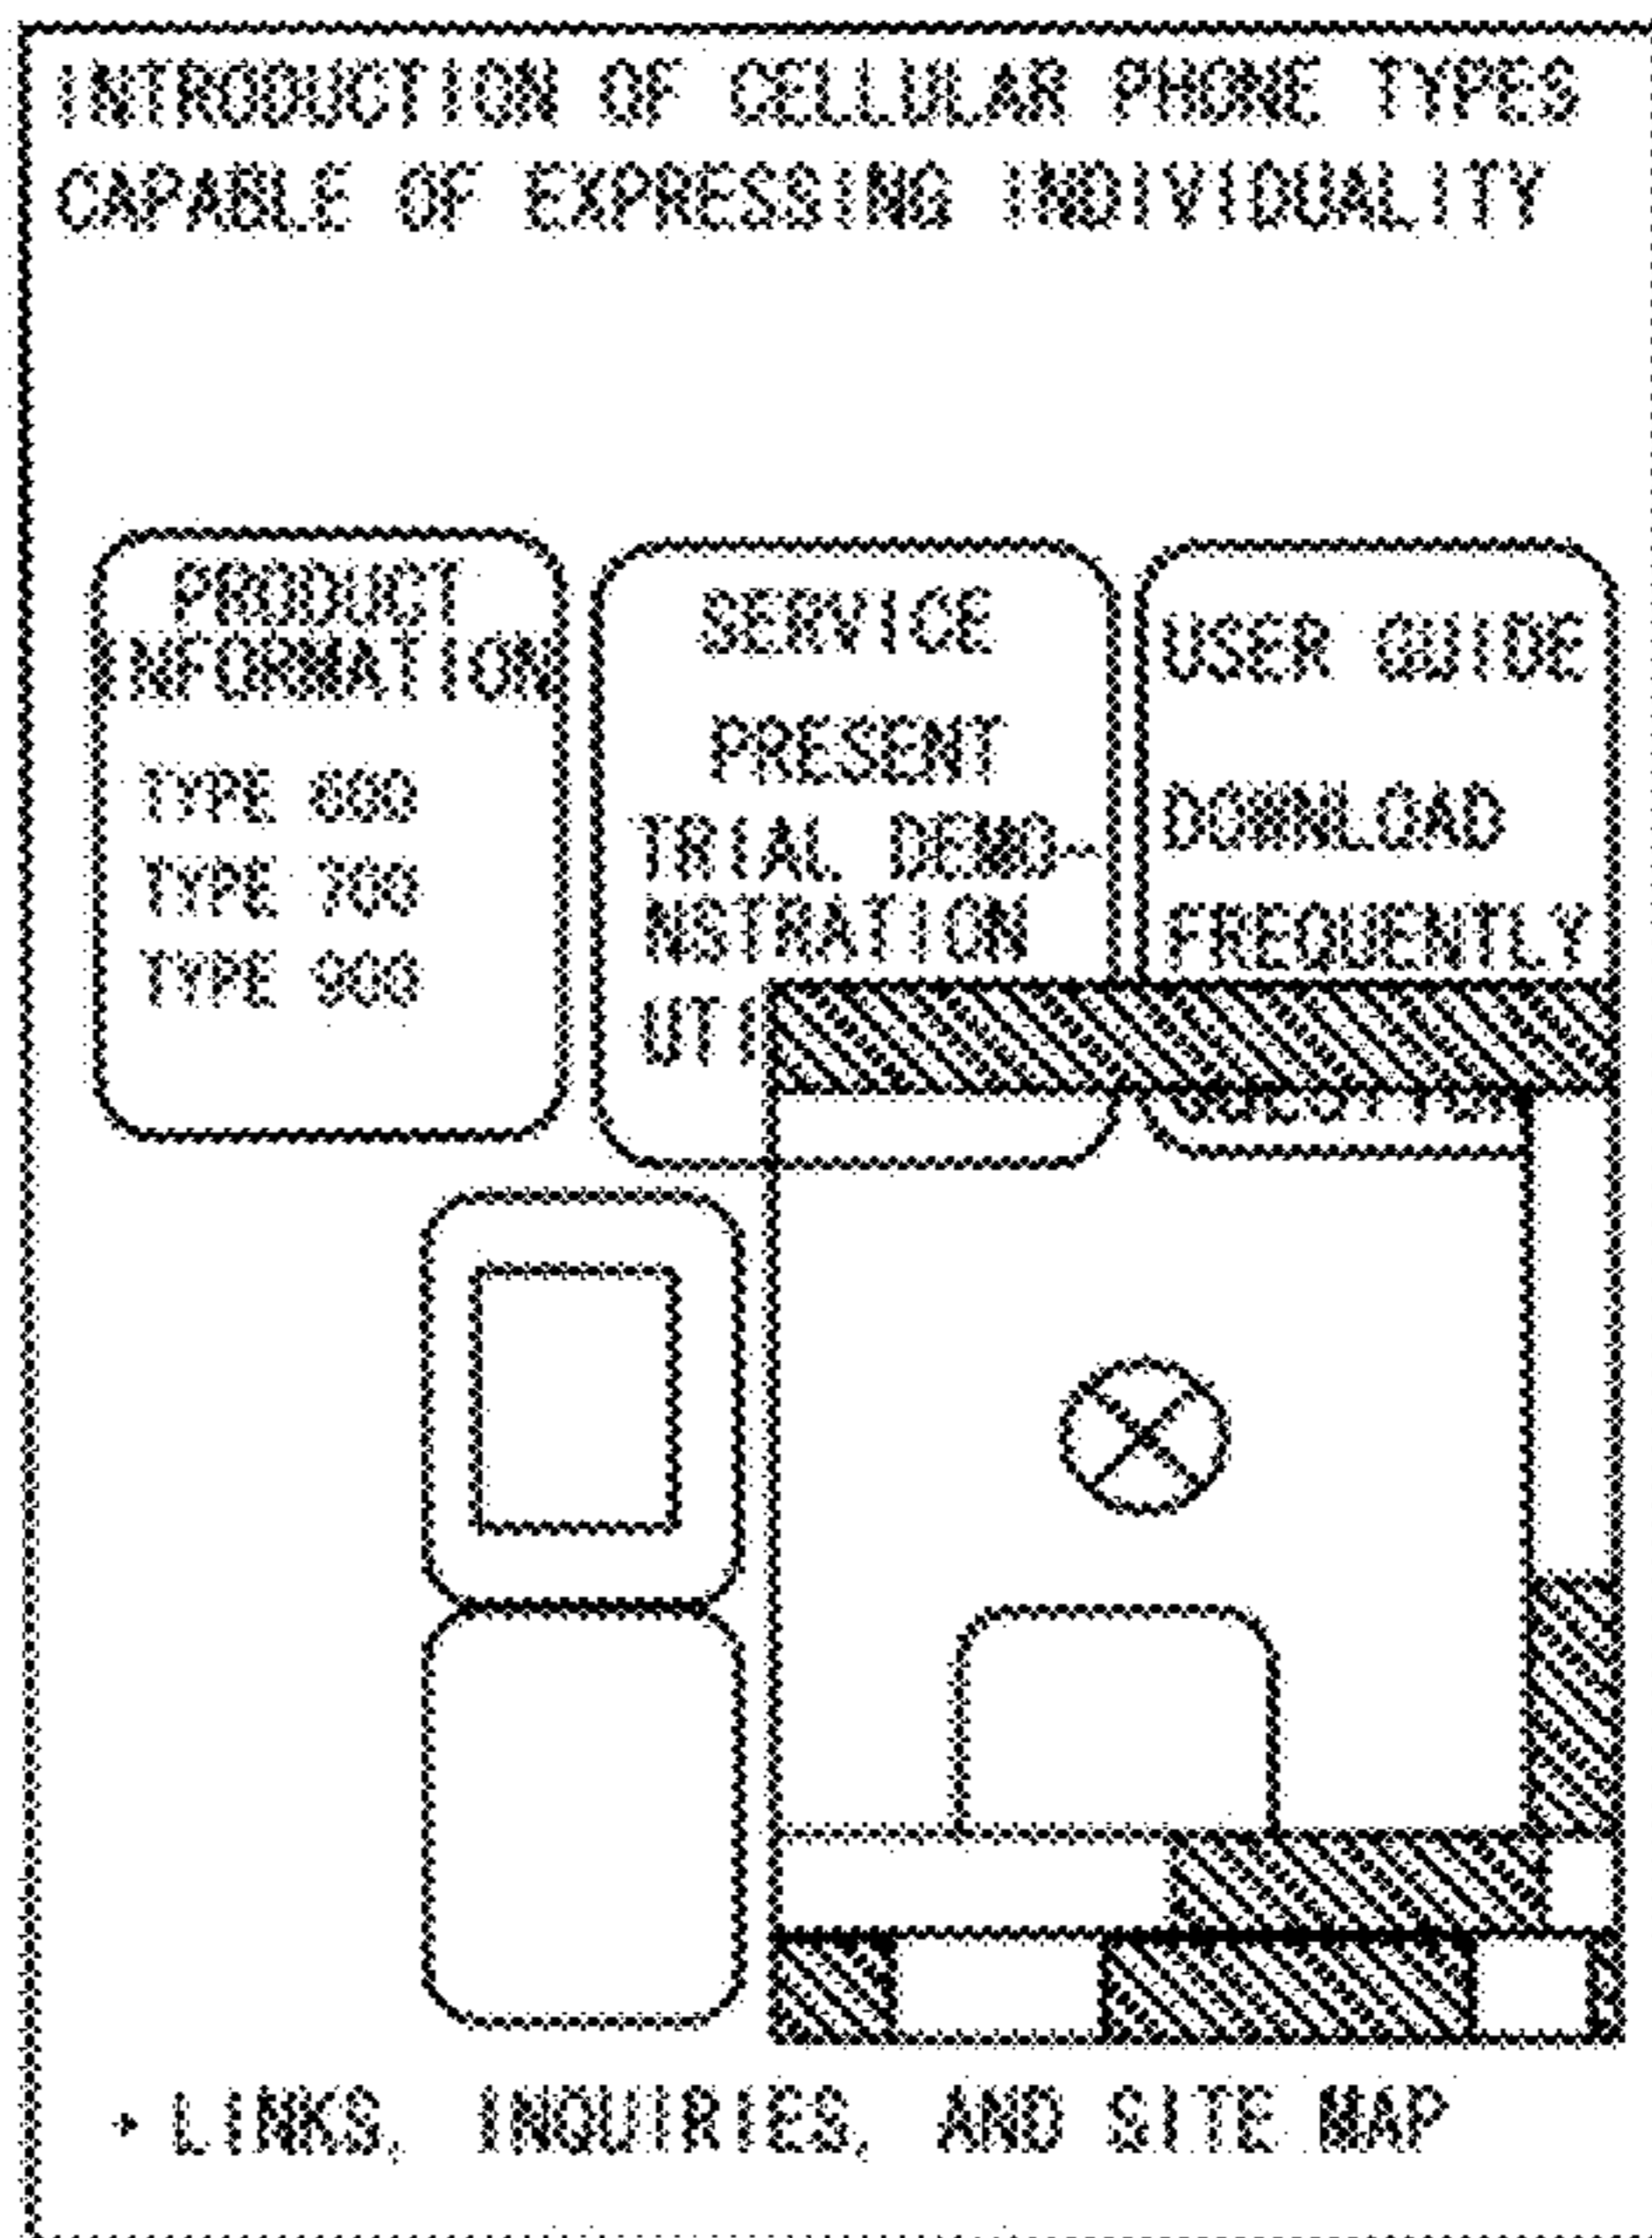 INTRODUCTION OF CELLULAR PHONE TYPES
CAPABLE OF EXPRESSING INDIVIDUALITY
PRODUCT
INFORMATION
TYPE 600
TYPE 700
TYPE 900
SERVICE
PRESENT
TRIAL DEMO-
NSTRATION
UTI
USER GUIDE
DOWNLOAD
FREQUENTLY
• LINKS, INQUIRIES, AND SITE MAP